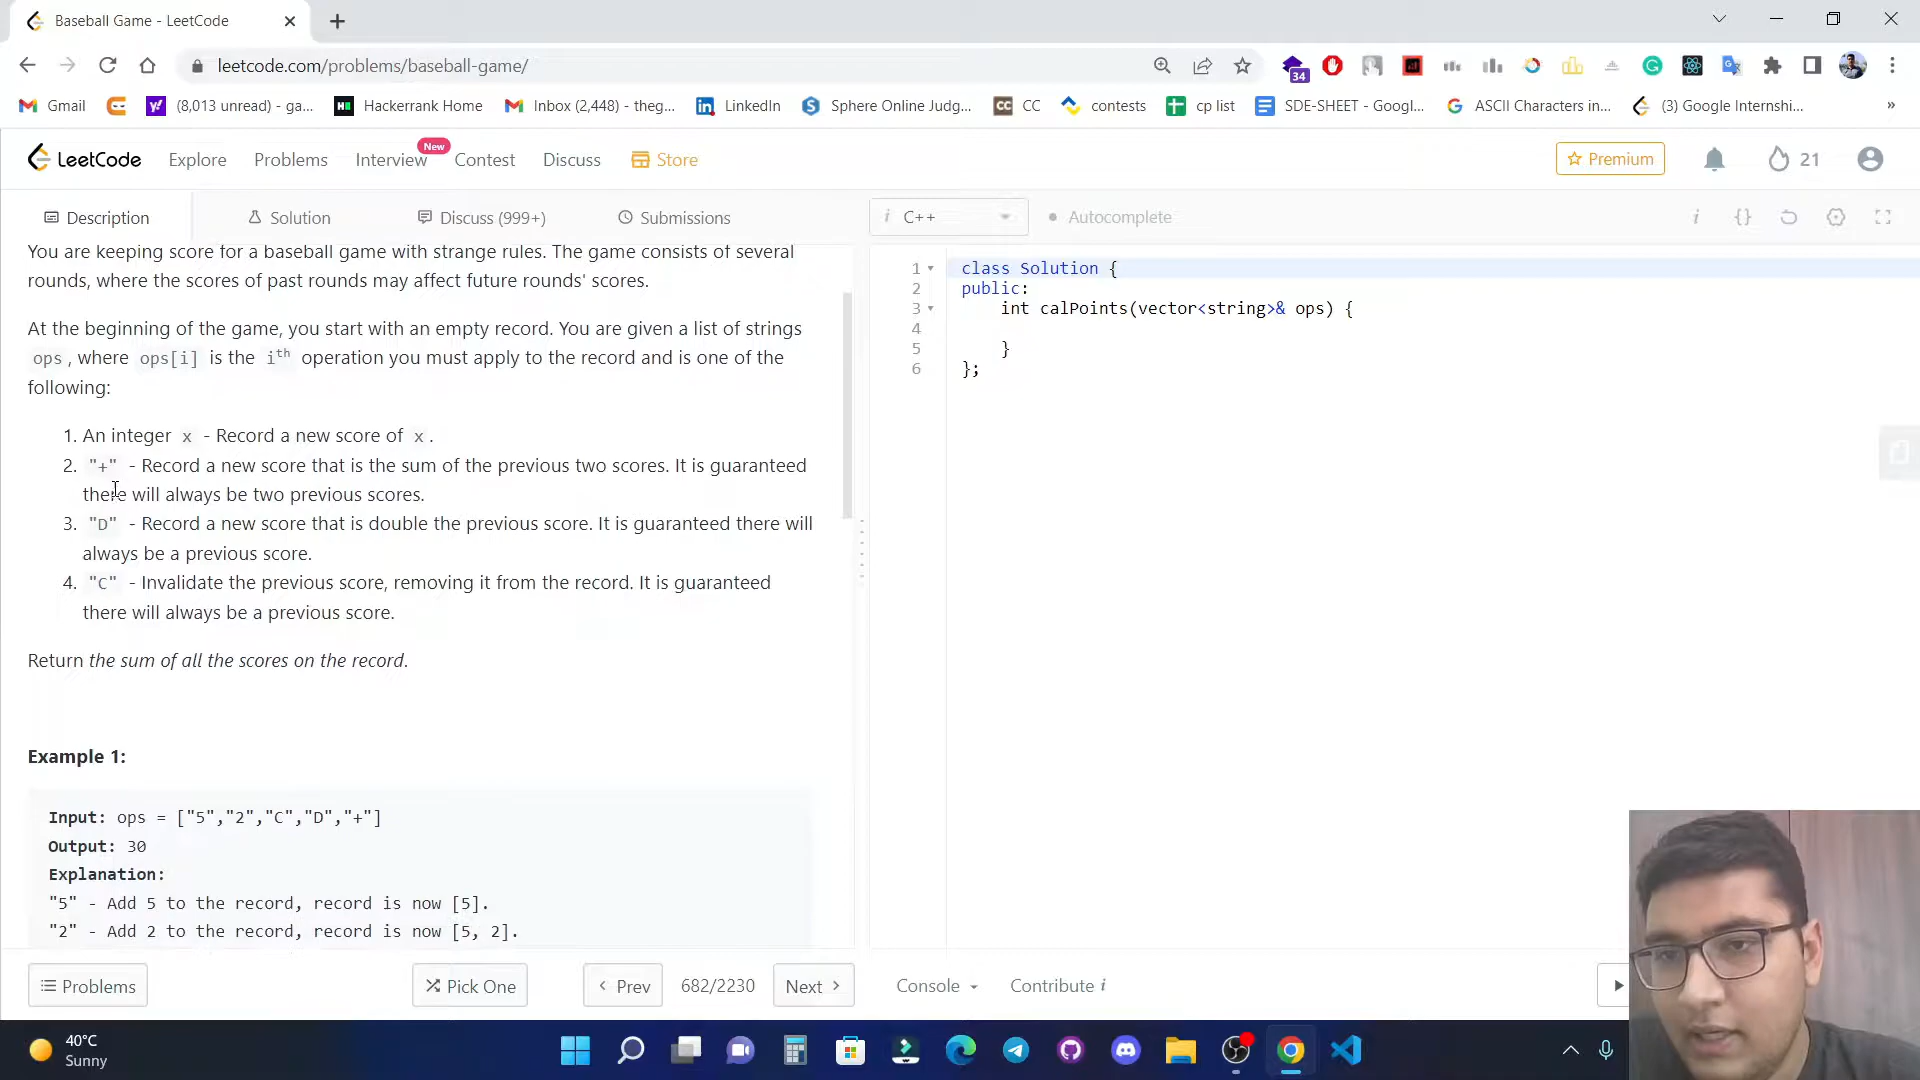 Baseball Game - LeetCode
leetcode.com/problems/baseball-game/
34
Gmail
(8,013 unread) - ga...
Hackerrank Home
Inbox (2,448) - theg...
LinkedIn
Sphere Online Judg...
CC
contests
cp list
SDE-SHEET - Googl...
ASCII Characters in...
(3) Google Internshi...
»
LeetCode
Explore
Problems
Interview
New
Contest
Discuss
Store
Premium
21
Description
Solution
Discuss (999+)
Submissions
i C++
Autocomplete
You are keeping score for a baseball game with strange rules. The game consists of several
rounds, where the scores of past rounds may affect future rounds' scores.
At the beginning of the game, you start with an empty record. You are given a list of strings
ops, where ops[i] is the ith operation you must apply to the record and is one of the
following:
1. An integer x - Record a new score of x.
2. "+" - Record a new score that is the sum of the previous two scores. It is guaranteed
there will always be two previous scores.
3. "D" - Record a new score that is double the previous score. It is guaranteed there will
always be a previous score.
4. "C" - Invalidate the previous score, removing it from the record. It is guaranteed
there will always be a previous score.
Return the sum of all the scores on the record.
Example 1:
Input: ops = ["5","2","C","D","+"]
Output: 30
Explanation:
"5" - Add 5 to the record, record is now [5].
"2" - Add 2 to the record, record is now [5, 2].
1 class Solution {
2 public:
3 int calPoints(vector<string>& ops) {
4
5 }
6 };
Problems
Pick One
Prev
682/2230
Next
Console
Contribute i
40°C
Sunny